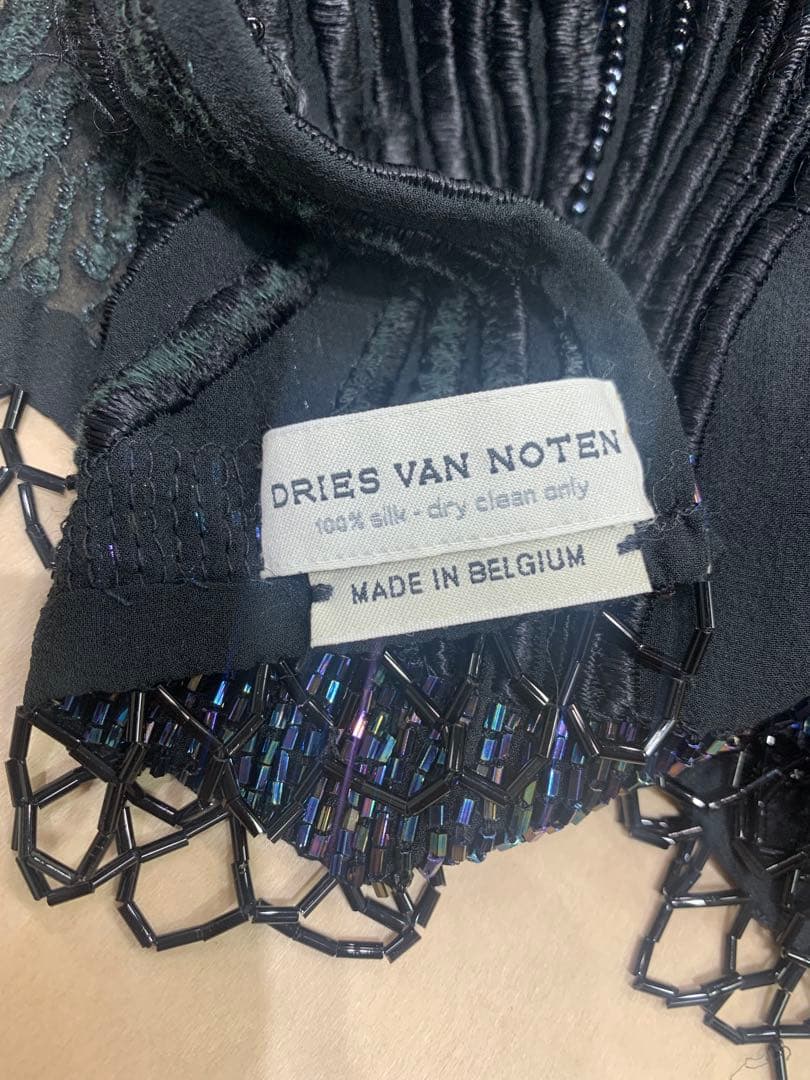 DRIES VAN NOTEN
100% silk - dry clean only
MADE IN BELGIUM